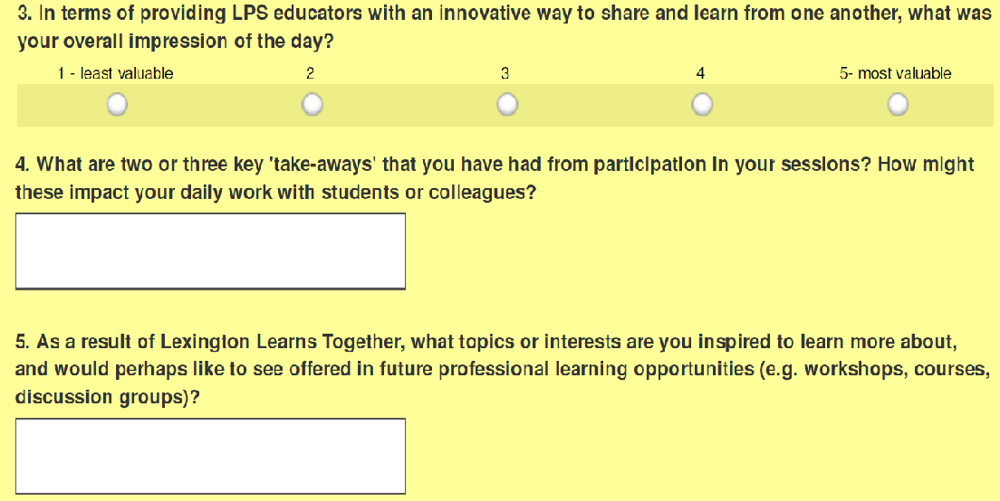 3. In terms of providing LPS educators with an innovative way to share and learn from one another, what was
your overall impression of the day?
1 - least valuable 2 3 4 5- most valuable
4. What are two or three key 'take-aways' that you have had from participation in your sessions? How might
these impact your daily work with students or colleagues?
5. As a result of Lexington Learns Together, what topics or interests are you inspired to learn more about,
and would perhaps like to see offered in future professional learning opportunities (e.g. workshops, courses,
discussion groups)?